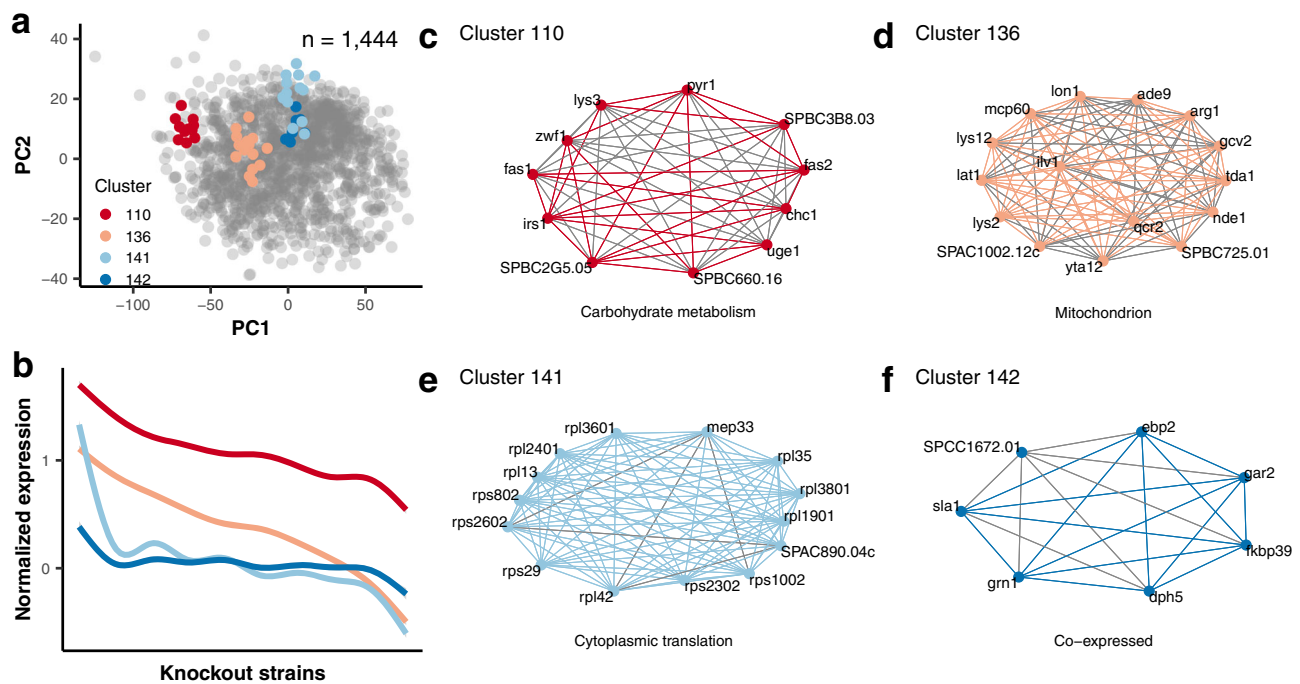 a
n = 1,444
40
20
0
−20
−40
PC2
−100
−50
0
50
PC1
Cluster
110
136
141
142
b
Normalized expression
1
0
Knockout strains
c
Cluster 110
pyr1
lys3
SPBC3B8.03
zwf1
fas2
fas1
chc1
irs1
uge1
SPBC2G5.05
SPBC660.16
Carbohydrate metabolism
d
Cluster 136
lon1
ade9
mcp60
arg1
lys12
gcv2
ilv1
lat1
tda1
lys2
nde1
qcr2
SPAC1002.12c
SPBC725.01
yta12
Mitochondrion
e
Cluster 141
rpl3601
mep33
rpl2401
rpl35
rpl13
rps802
rpl3801
rps2602
rpl1901
SPAC890.04c
rps29
rps1002
rps2302
rpl42
Cytoplasmic translation
f
Cluster 142
ebp2
SPCC1672.01
gar2
sla1
fkbp39
grn1
dph5
Co−expressed